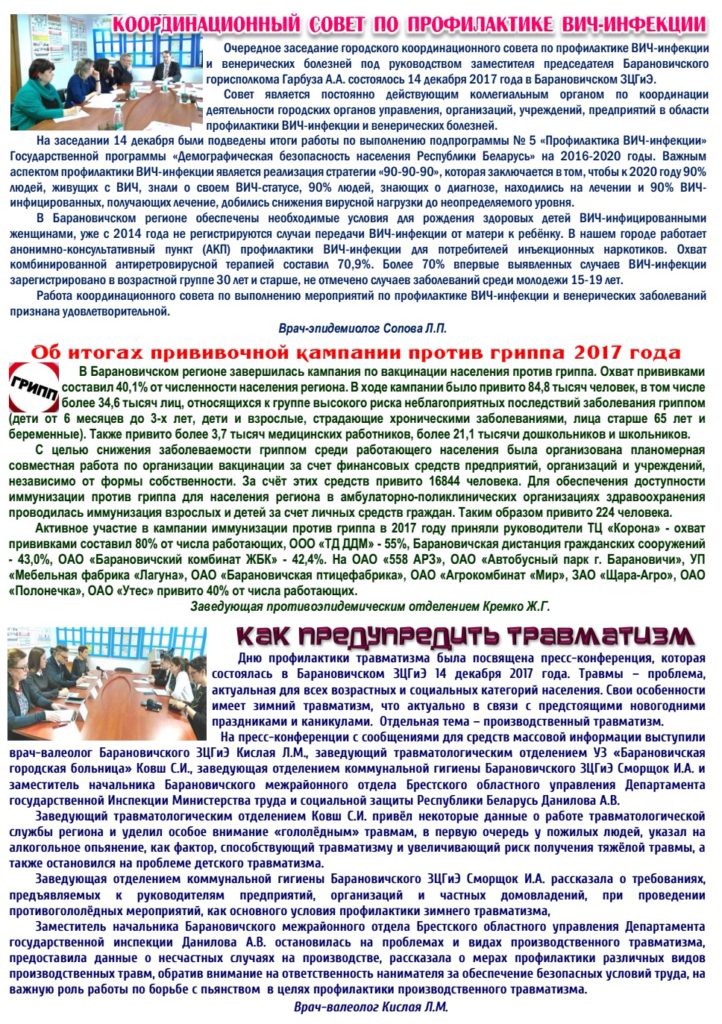 КООРДИНАЦИОННЫЙ СОВЕТ ПО ПРОФИЛАКТИКЕ ВИЧ-ИНФЕКЦИИ
Очередное заседание городского координационного совета по профилактике ВИЧ-инфекции
и венерических болезней под руководством заместителя председателя Барановичского
горисполкома Гарбуза А.А. состоялось 14 декабря 2017 года в Барановичском ЗЦГиЭ.
Совет является постоянно действующим коллегиальным органом по координации
деятельности городских органов управления, организаций, учреждений, предприятий в области
профилактики ВИЧ-инфекции и венерических болезней.
На заседании 14 декабря были подведены итоги работы по выполнению подпрограммы № 5 «Профилактика ВИЧ-инфекции»
Государственной программы «Демографическая безопасность населения Республики Беларусь» на 2016-2020 годы. Важным
аспектом профилактики ВИЧ-инфекции является реализация стратегии «90-90-90», которая заключается в том, чтобы к 2020 году 90%
людей, живущих с ВИЧ, знали о своем ВИЧ-статусе, 90% людей, знающих о диагнозе, находились на лечении и 90% ВИЧ-
инфицированных, получающих лечение, добились снижения вирусной нагрузки до неопределяемого уровня.
В Барановичском регионе обеспечены необходимые условия для рождения здоровых детей ВИЧ-инфицированными
женщинами, уже с 2014 года не регистрируются случаи передачи ВИЧ-инфекции от матери к ребёнку. В нашем городе работает
анонимно-консультативный пункт (АКП) профилактики ВИЧ-инфекции для потребителей инъекционных наркотиков. Охват
комбинированной антиретровирусной терапией составил 70,9%. Более 70% впервые выявленных случаев ВИЧ-инфекции
зарегистрировано в возрастной группе 30 лет и старше, не отмечено случаев заболеваний среди молодежи 15-19 лет.
Работа координационного совета по выполнению мероприятий по профилактике ВИЧ-инфекции и венерических заболеваний
признана удовлетворительной.
Врач-эпидемиолог Сопова Л.П.
Об итогах прививочной кампании против гриппа 2017 года
ГРИПП
В Барановичском регионе завершилась кампания по вакцинации населения против гриппа. Охват прививками
составил 40,1% от численности населения региона. В ходе кампании было привито 84,8 тысяч человек, в том числе
более 34,6 тысяч лиц, относящихся к группе высокого риска неблагоприятных последствий заболевания гриппом
(дети от 6 месяцев до 3-х лет, дети и взрослые, страдающие хроническими заболеваниями, лица старше 65 лет и
беременные). Также привито более 3,7 тысяч медицинских работников, более 21,1 тысячи дошкольников и школьников.
С целью снижения заболеваемости гриппом среди работающего населения была организована планомерная
совместная работа по организации вакцинации за счет финансовых средств предприятий, организаций и учреждений,
независимо от формы собственности. За счёт этих средств привито 16844 человека. Для обеспечения доступности
иммунизации против гриппа для населения региона в амбулаторно-поликлинических организациях здравоохранения
проводилась иммунизация взрослых и детей за счет личных средств граждан. Таким образом привито 224 человека.
Активное участие в кампании иммунизации против гриппа в 2017 году приняли руководители ТЦ «Корона» - охват
прививками составил 80% от числа работающих, ООО «ТД ДДМ» - 55%, Барановичская дистанция гражданских сооружений
- 43,0%, ОАО «Барановичский комбинат ЖБК» - 42,4%. На ОАО «558 АРЗ», ОАО «Автобусный парк г. Барановичи», УП
«Мебельная фабрика «Лагуна», ОАО «Барановичская птицефабрика», ОАО «Агрокомбинат «Мир», ЗАО «Щара-Агро», ОАО
«Полонечка», ОАО «Утес» привито 40% от числа работающих.
Заведующая противоэпидемическим отделением Кремко Ж.Г.
КАК ПРЕДУПРЕДИТЬ ТРАВМАТИЗМ
Дню профилактики травматизма была посвящена пресс-конференция, которая
состоялась в Барановичском ЗЦГиЭ 14 декабря 2017 года. Травмы – проблема,
актуальная для всех возрастных и социальных категорий населения. Свои особенности
имеет зимний травматизм, что актуально в связи с предстоящими новогодними
праздниками и каникулами. Отдельная тема – производственный травматизм.
На пресс-конференции с сообщениями для средств массовой информации выступили
врач-валеолог Барановичского ЗЦГиЭ Кислая Л.М., заведующий травматологическим отделением УЗ «Барановичская
городская больница» Ковш С.И., заведующая отделением коммунальной гигиены Барановичского ЗЦГиЭ Сморщок И.А. и
заместитель начальника Барановичского межрайонного отдела Брестского областного управления Департамента
государственной Инспекции Министерства труда и социальной защиты Республики Беларусь Данилова А.В.
Заведующий травматологическим отделением Ковш С.И. привёл некоторые данные о работе травматологической
службы региона и уделил особое внимание «гололёдным» травмам, в первую очередь у пожилых людей, указал на
алкогольное опьянение, как фактор, способствующий травматизму и увеличивающий риск получения тяжёлой травмы, а
также остановился на проблеме детского травматизма.
Заведующая отделением коммунальной гигиены Барановичского ЗЦГиЭ Сморщок И.А. рассказала о требованиях,
предъявляемых к руководителям предприятий, организаций и частных домовладений, при проведении
противогололёдных мероприятий, как основного условия профилактики зимнего травматизма,
Заместитель начальника Барановичского межрайонного отдела Брестского областного управления Департамента
государственной инспекции Данилова А.В. остановилась на проблемах и видах производственного травматизма,
предоставила данные о несчастных случаях на производстве, рассказала о мерах профилактики различных видов
производственных травм, обратив внимание на ответственность нанимателя за обеспечение безопасных условий труда, на
важную роль работы по борьбе с пьянством в целях профилактики производственного травматизма.
Врач-валеолог Кислая Л.М.